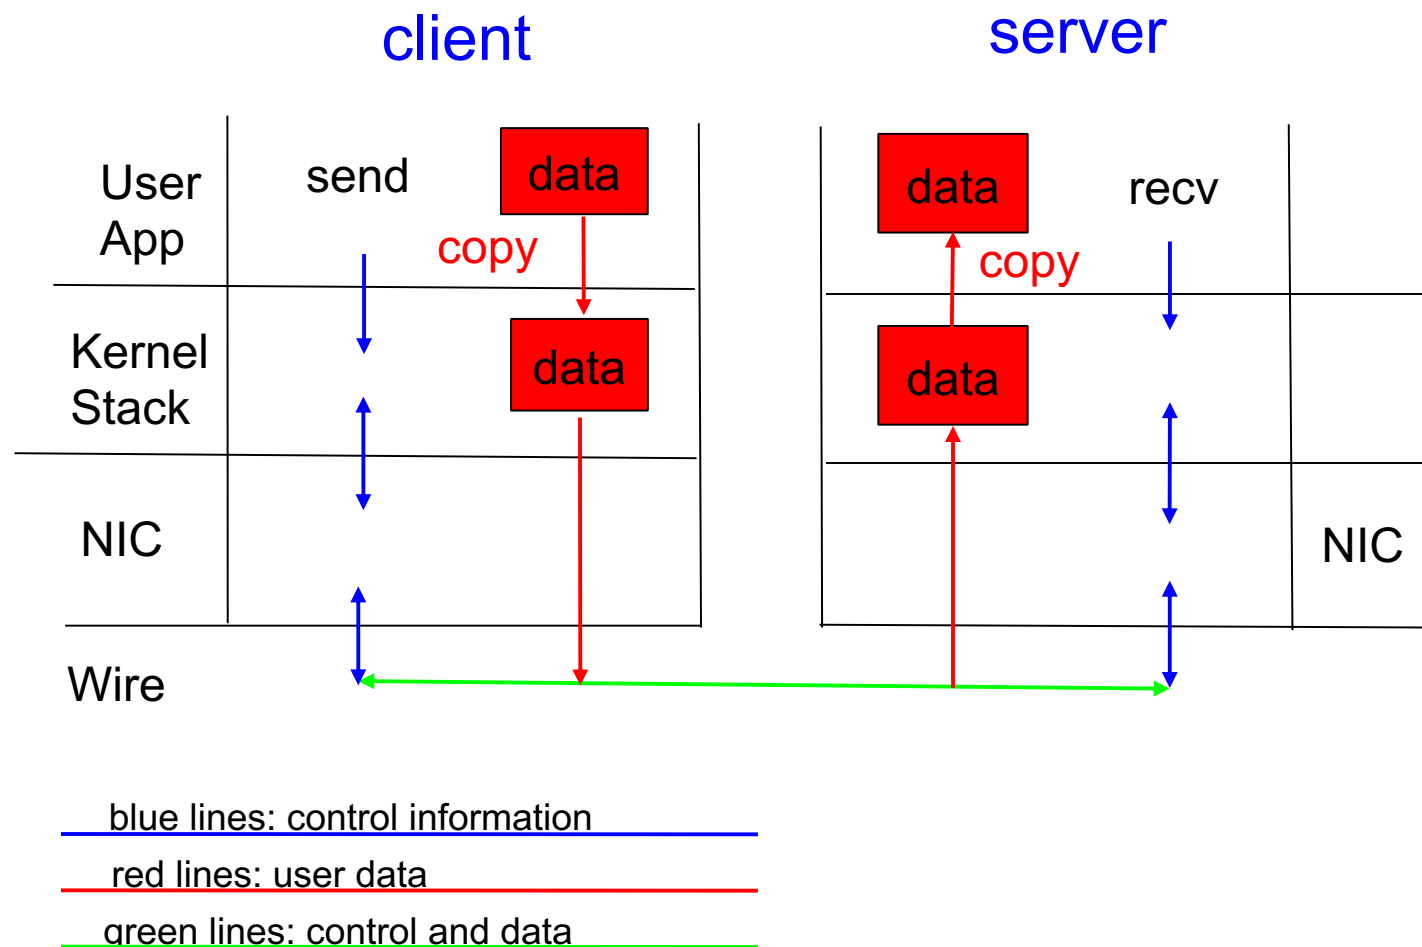 client
server
User
App
send
data
copy
data
recv
copy
Kernel
Stack
data
data
NIC
NIC
Wire
blue lines: control information
red lines: user data
green lines: control and data